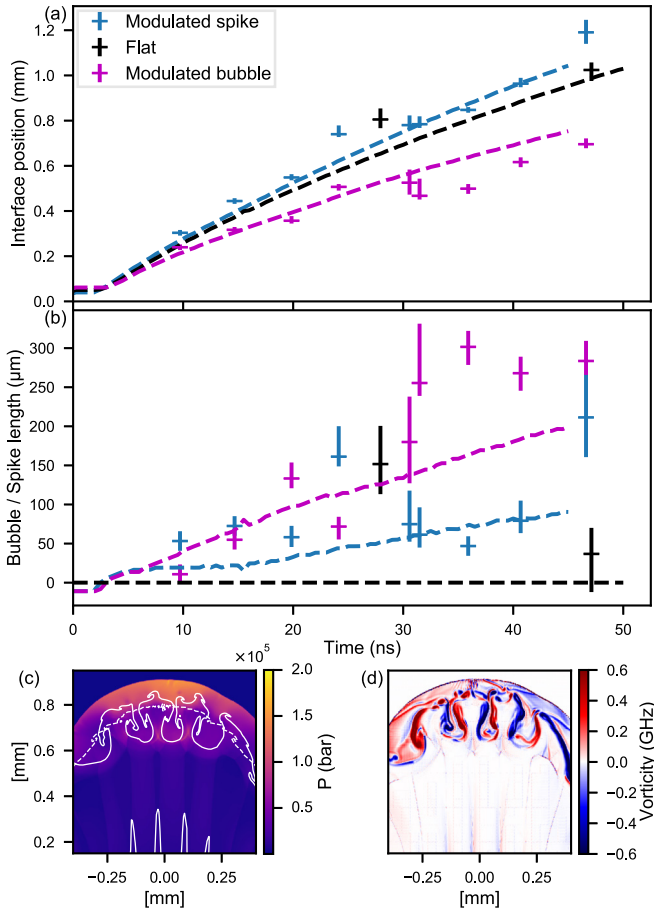 (a)
Modulated spike
Flat
Modulated bubble
Interface position (mm)
1.2
1.0
0.8
0.6
0.4
0.2
0.0
(b)
Bubble / Spike length (µm)
300
250
200
150
100
50
0
0 10 20 30 40 50
Time (ns)
(c)
×10⁵
[mm]
0.8
0.6
0.4
0.2
−0.25 0.00 0.25
[mm]
2.0
1.5
1.0
0.5
P (bar)
(d)
−0.25 0.00 0.25
[mm]
0.6
0.4
0.2
0.0
−0.2
−0.4
−0.6
Vorticity (GHz)